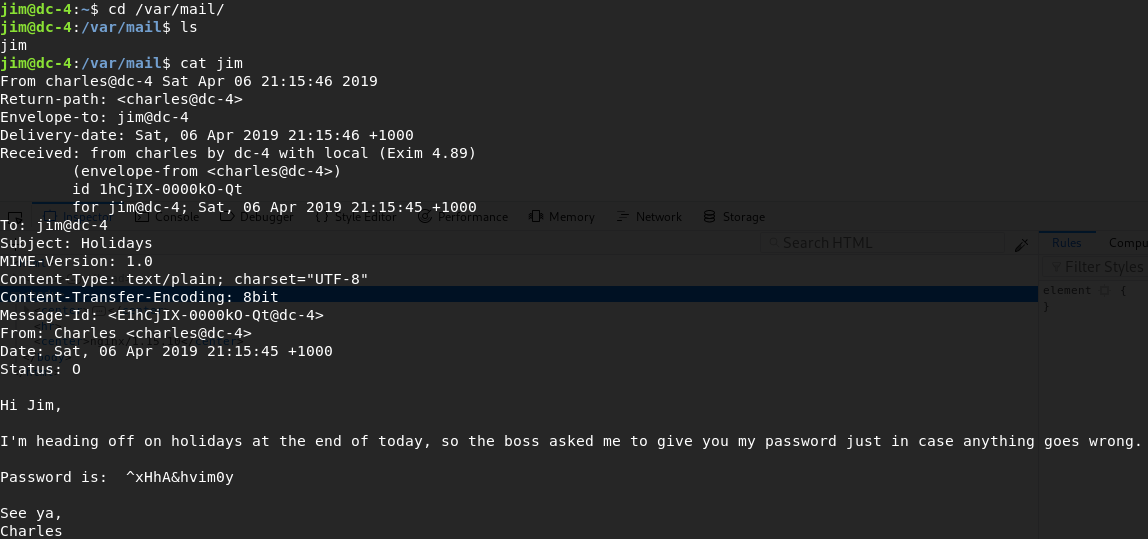 jim@dc-4:~$ cd /var/mail/
jim@dc-4:/var/mail$ ls
jim
jim@dc-4:/var/mail$ cat jim
From charles@dc-4 Sat Apr 06 21:15:46 2019
Return-path: <charles@dc-4>
Envelope-to: jim@dc-4
Delivery-date: Sat, 06 Apr 2019 21:15:46 +1000
Received: from charles by dc-4 with local (Exim 4.89)
(envelope-from <charles@dc-4>)
id 1hCjIX-0000kO-Qt
for jim@dc-4; Sat, 06 Apr 2019 21:15:45 +1000
Inspector Console Debugger {} Style Editor Performance Memory Network Storage
To: jim@dc-4
Subject: Holidays
Search HTML Rules Compu
MIME-Version: 1.0
Filter Styles
Content-Type: text/plain; charset="UTF-8"
Content-Transfer-Encoding: 8bit
element {
}
Message-Id: <E1hCjIX-0000kO-Qt@dc-4>
From: Charles <charles@dc-4>
Date: Sat, 06 Apr 2019 21:15:45 +1000
Status: O
Hi Jim,
I'm heading off on holidays at the end of today, so the boss asked me to give you my password just in case anything goes wrong.
Password is:  ^xHhA&hvim0y
See ya,
Charles